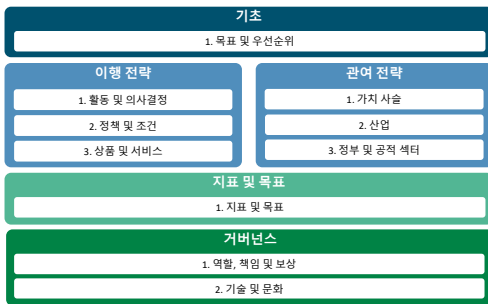 기초
1. 목표 및 우선순위
이행 전략
1. 활동 및 의사결정
2. 정책 및 조건
3. 상품 및 서비스
관여 전략
1. 가치 사슬
2. 산업
3. 정부 및 공적 섹터
지표 및 목표
1. 지표 및 목표
거버넌스
1. 역할, 책임 및 보상
2. 기술 및 문화